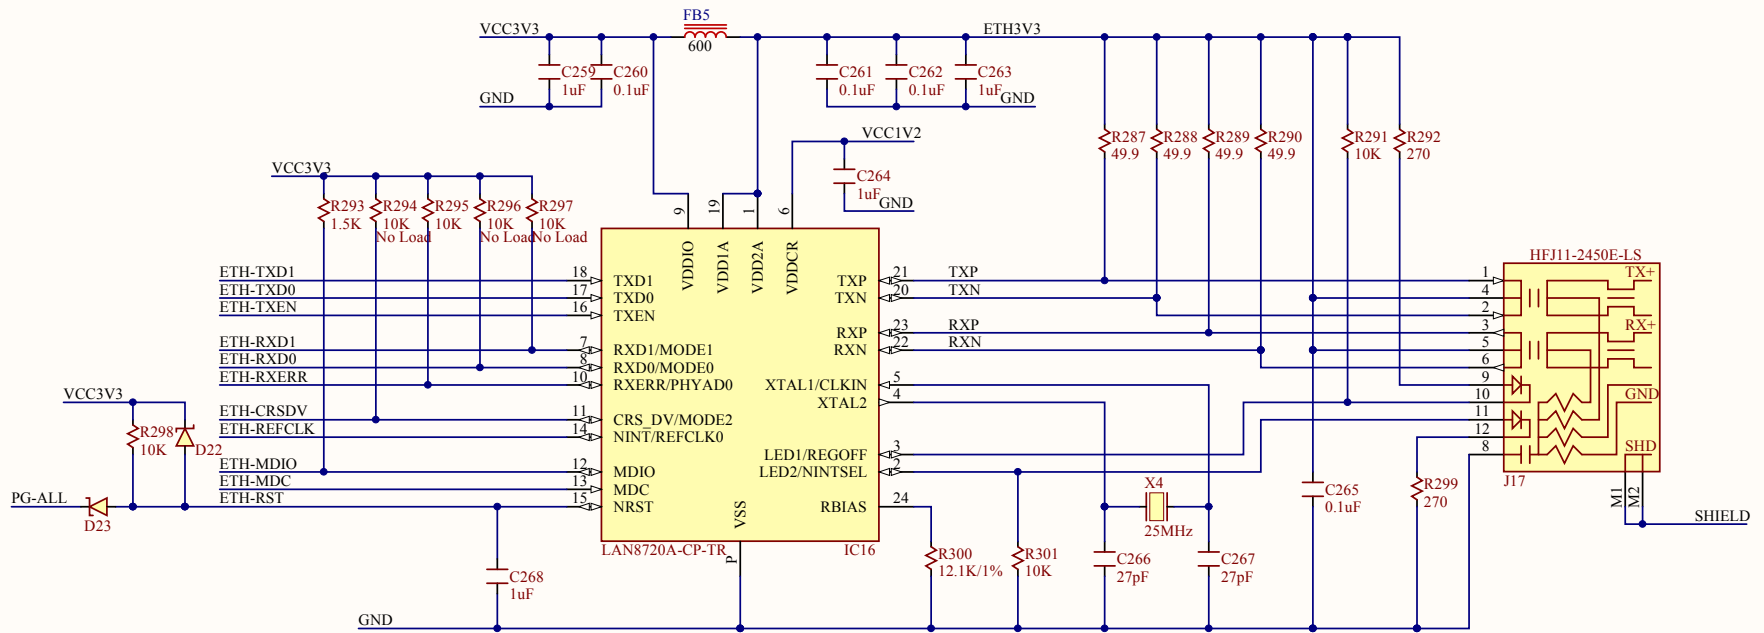 FB5
VCC3V3
600
ETH3V3
C259
1uF
C260
0.1uF
C261
0.1uF
C262
0.1uF
C263
1uF
GND
GND
VCC1V2
C264
1uF
GND
R287
49.9
R288
49.9
R289
49.9
R290
49.9
R291
10K
R292
270
VCC3V3
R293
1.5K
R294
10K
No Load
R295
10K
R296
10K
No Load
R297
10K
No Load
9
19
1
6
VDDIO
VDD1A
VDD2A
VDDCR
ETH-TXD1
18
TXD1
ETH-TXD0
17
TXD0
ETH-TXEN
16
TXEN
ETH-RXD1
7
RXD1/MODE1
ETH-RXD0
8
RXD0/MODE0
ETH-RXERR
10
RXERR/PHYAD0
ETH-CRSDV
11
CRS_DV/MODE2
ETH-REFCLK
14
NINT/REFCLK0
ETH-MDIO
12
MDIO
ETH-MDC
13
MDC
ETH-RST
15
NRST
TXP
21
TXP
TXN
20
TXN
RXP
23
RXP
RXN
22
RXN
XTAL1/CLKIN
5
XTAL2
4
LED1/REGOFF
3
LED2/NINTSEL
2
RBIAS
24
VSS
P
LAN8720A-CP-TR
IC16
VCC3V3
R298
10K
D22
PG-ALL
D23
C268
1uF
GND
R300
12.1K/1%
R301
10K
X4
25MHz
C266
27pF
C267
27pF
C265
0.1uF
R299
270
HFJ11-2450E-LS
1
4
2
3
5
6
9
10
11
12
8
TX+
RX+
GND
SHD
J17
M1
M2
SHIELD